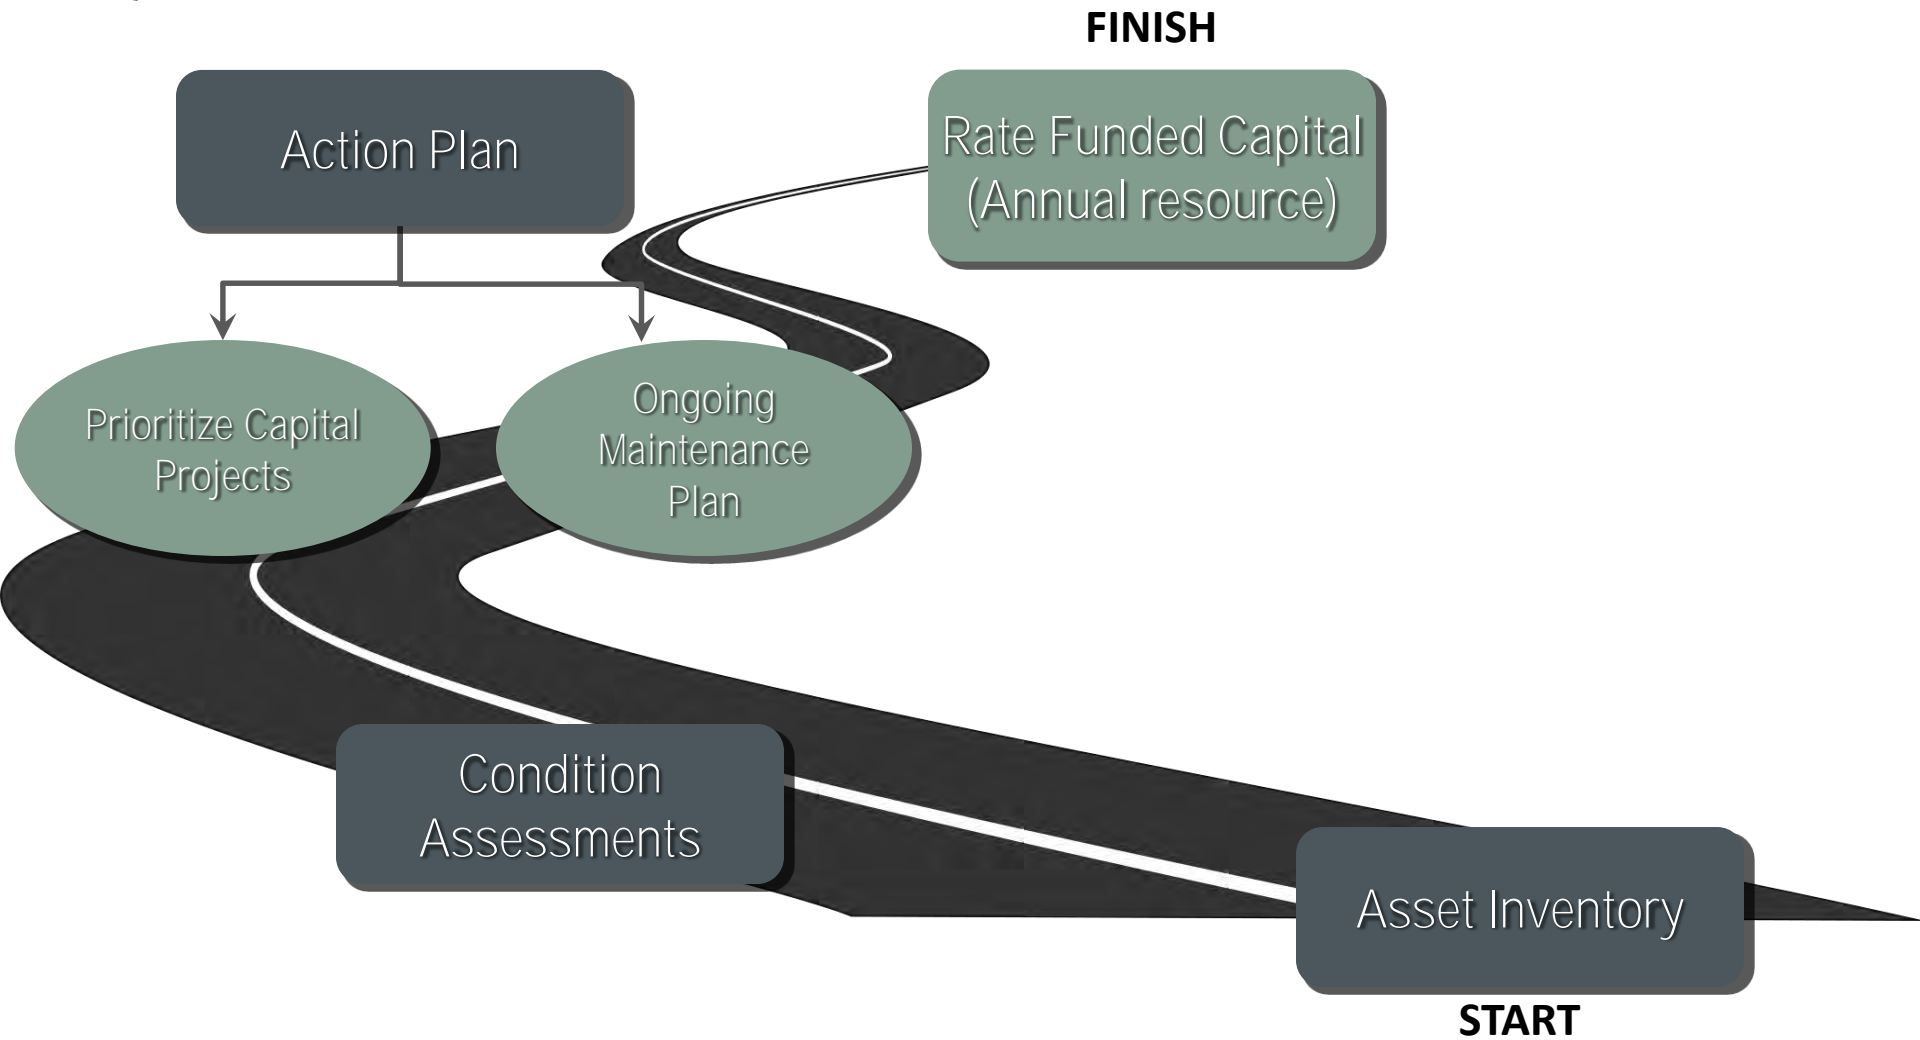 FINISH
Action Plan
Rate Funded Capital
(Annual resource)
Prioritize Capital
Projects
Ongoing
Maintenance
Plan
Condition
Assessments
Asset Inventory
START